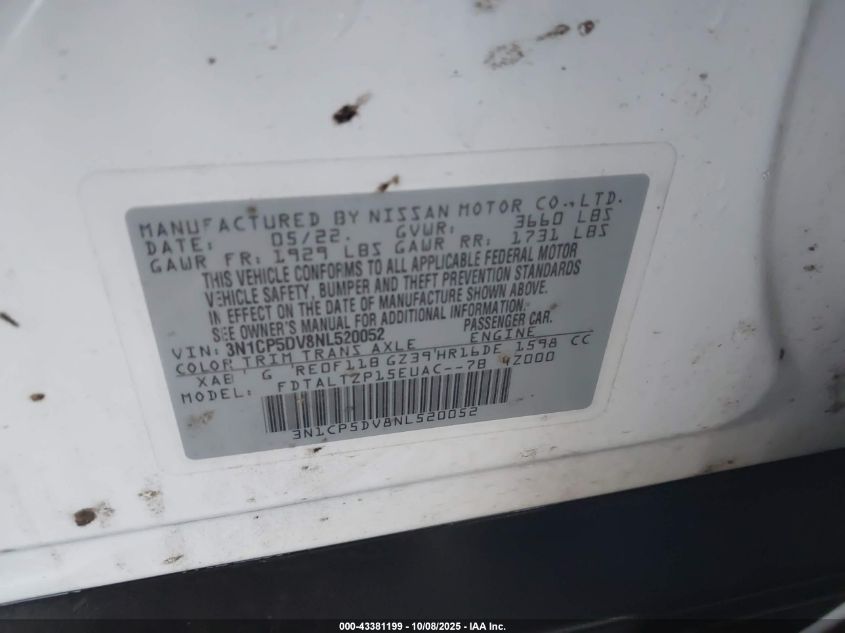 MANUFACTURED BY NISSAN MOTOR CO.,LTD.
DATE: 05/22. GVWR: 3660 LBS
GAWR FR: 1929 LBS GAWR RR: 1731 LBS
THIS VEHICLE CONFORMS TO ALL APPLICABLE FEDERAL MOTOR
VEHICLE SAFETY, BUMPER AND THEFT PREVENTION STANDARDS
IN EFFECT ON THE DATE OF MANUFACTURE SHOWN ABOVE.
SEE OWNER'S MANUAL FOR ADDITIONAL INFORMATION.
VIN: 3N1CP5DV8NL520052 PASSENGER CAR.
COLOR TRIM TRANS AXLE ENGINE
XAB G RE0F11B GZ39 HR16DE 1598 CC
MODEL: FDTALTZP15EUAC--7B 4Z000
3N1CP5DV8NL520052
000-43381199 - 10/08/2025 - IAA Inc.